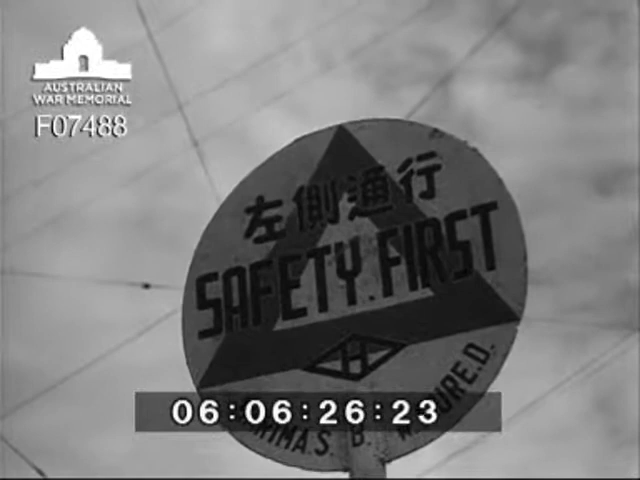 AUSTRALIAN
WAR MEMORIAL
F07488
左側通行
SAFETY.FIRST
H
06:06:26:23